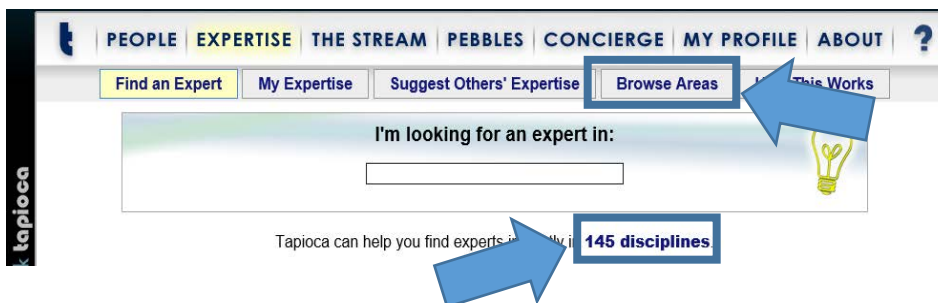 t PEOPLE EXPERTISE THE STREAM PEBBLES CONCIERGE MY PROFILE ABOUT ?
Find an Expert My Expertise Suggest Others' Expertise Browse Areas This Works
I'm looking for an expert in:
Tapioca can help you find experts 145 disciplines.
tapioca